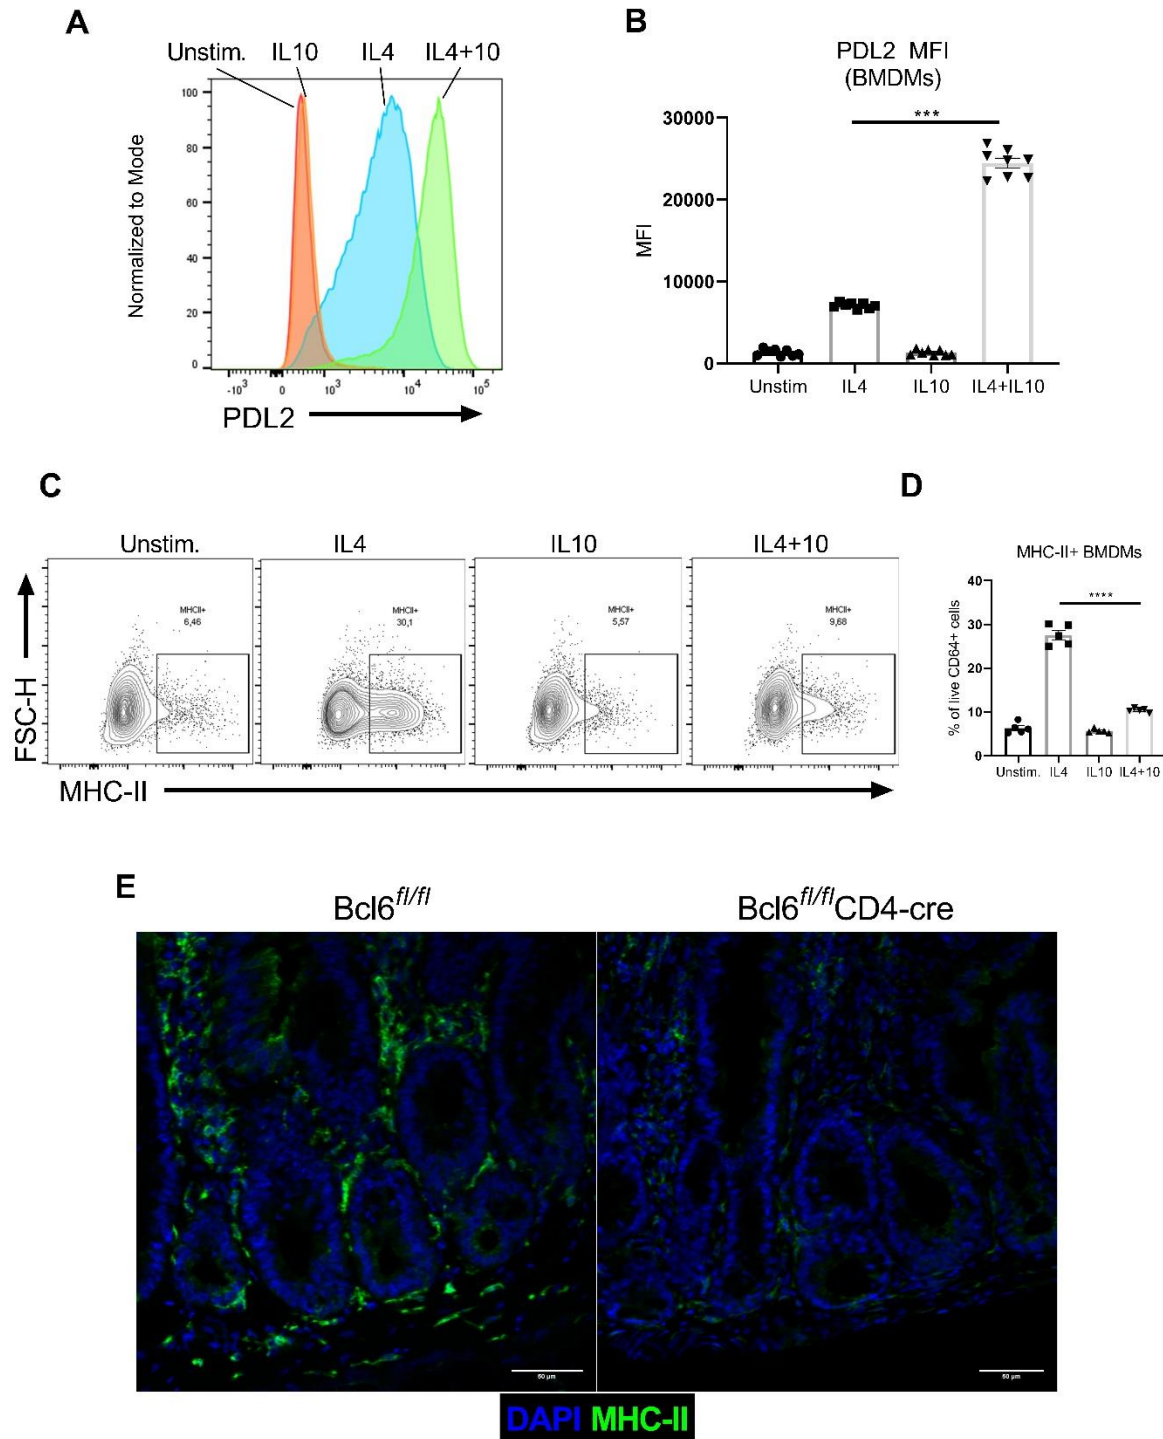 A
Unstim. IL10 IL4 IL4+10
Normalized to Mode
100
80
60
40
20
0
-10³ 0 10³ 10⁴ 10⁵
PDL2
B
PDL2 MFI
(BMDMs)
***
MFI
30000
20000
10000
0
Unstim IL4 IL10 IL4+IL10
C
Unstim. IL4 IL10 IL4+10
MHCII+
6,46
MHCII+
30,1
MHCII+
5,57
MHCII+
9,68
FSC-H
MHC-II
D
MHC-II+ BMDMs
****
% of live CD64+ cells
40
30
20
10
0
Unstim. IL4 IL10 IL4+10
E
Bcl6fl/fl Bcl6fl/flCD4-cre
50 µm 50 µm
DAPI MHC-II